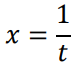 x = 1/t